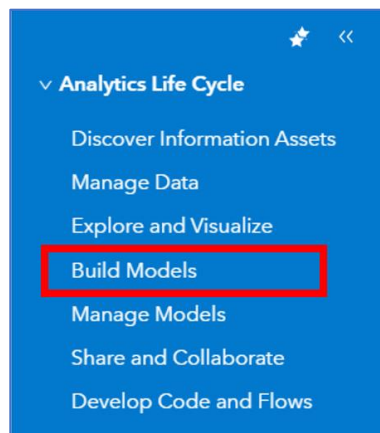 Analytics Life Cycle
Discover Information Assets
Manage Data
Explore and Visualize
Build Models
Manage Models
Share and Collaborate
Develop Code and Flows